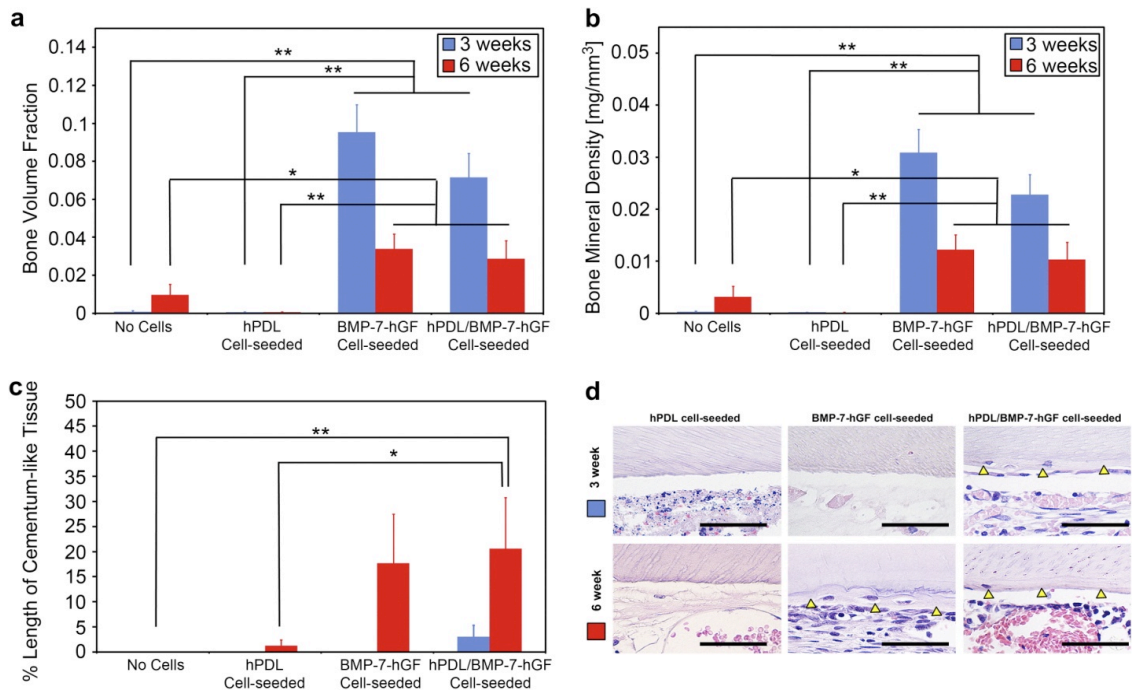 a
Bone Volume Fraction
0.14
0.12
0.1
0.08
0.06
0.04
0.02
0
3 weeks
6 weeks
**
**
*
**
No Cells
hPDL
Cell-seeded
BMP-7-hGF
Cell-seeded
hPDL/BMP-7-hGF
Cell-seeded
b
Bone Mineral Density [mg/mm³]
0.05
0.04
0.03
0.02
0.01
0
3 weeks
6 weeks
**
**
*
**
No Cells
hPDL
Cell-seeded
BMP-7-hGF
Cell-seeded
hPDL/BMP-7-hGF
Cell-seeded
c
% Length of Cementum-like Tissue
50
45
40
35
30
25
20
15
10
5
0
**
*
No Cells
hPDL
Cell-seeded
BMP-7-hGF
Cell-seeded
hPDL/BMP-7-hGF
Cell-seeded
d
hPDL cell-seeded
BMP-7-hGF cell-seeded
hPDL/BMP-7-hGF cell-seeded
3 week
6 week